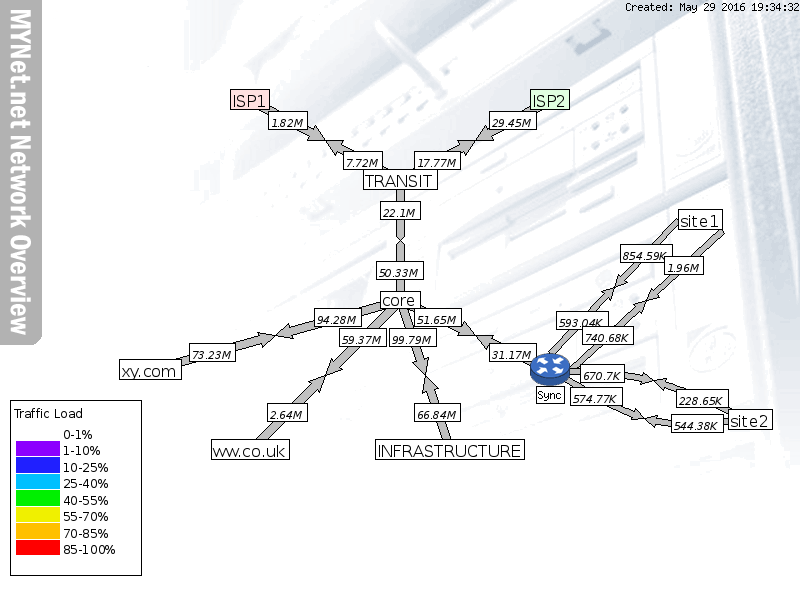 Created: May 29 2016 19:34:32
MYNet.net Network Overview
ISP1
ISP2
1.82M
29.45M
7.72M
17.77M
TRANSIT
22.1M
site1
854.59K
1.96M
50.33M
core
94.28M
51.65M
593.04K
59.37M
99.79M
740.68K
73.23M
31.17M
xy.com
670.7K
Sync
574.77K
228.65K
2.64M
66.84M
544.38K
site2
ww.co.uk
INFRASTRUCTURE
Traffic Load
0-1%
1-10%
10-25%
25-40%
40-55%
55-70%
70-85%
85-100%